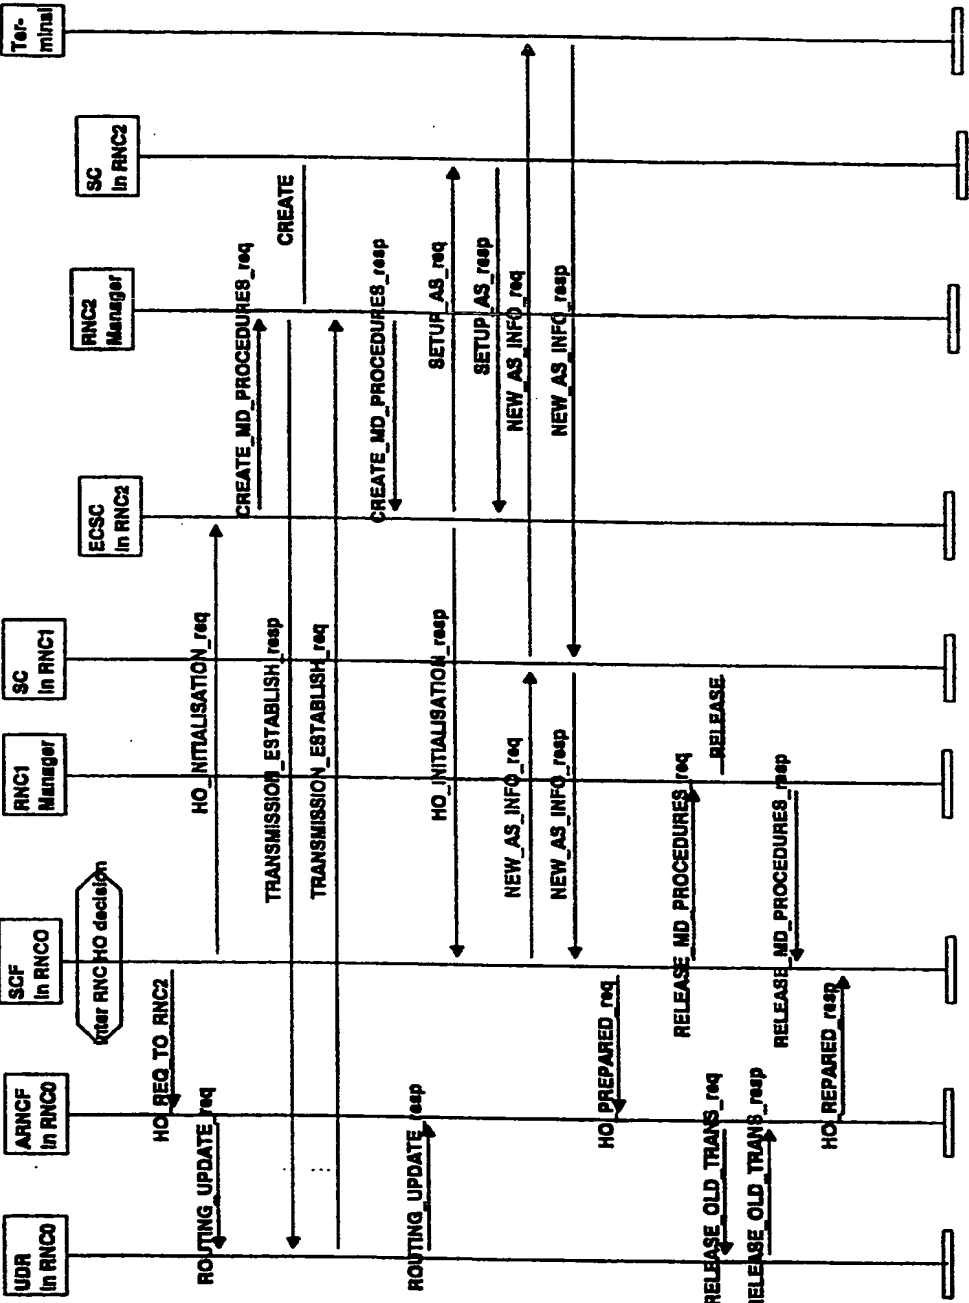 UDR
In RNC0
ARNCF
In RNC0
SCF
In RNCO
RNC1
Manager
SC
In RNC1
ECSC
In RNC2
RNC2
Manager
SC
In RNC2
Ter-
minal
Inter RNC HO decision
HO_REQ_TO_RNC2
ROUTING_UPDATE_req
HO_INITIALISATION_req
CREATE_MD_PROCEDURES_req
TRANSMISSION_ESTABLISH_resp
CREATE
TRANSMISSION_ESTABLISH_req
CREATE_MD_PROCEDURES_resp
ROUTING_UPDATE_resp
HO_INITIALISATION_resp
SETUP_AS_req
SETUP_AS_resp
NEW_AS_INFO_req
NEW_AS_INFO_req
NEW_AS_INFO_resp
NEW_AS_INFO_resp
HO_PREPARED_req
RELEASE_MD_PROCEDURES_req
RELEASE
RELEASE_OLD_TRANS_req
RELEASE_OLD_TRANS_resp
RELEASE_MD_PROCEDURES_resp
HO_REPARED_resp